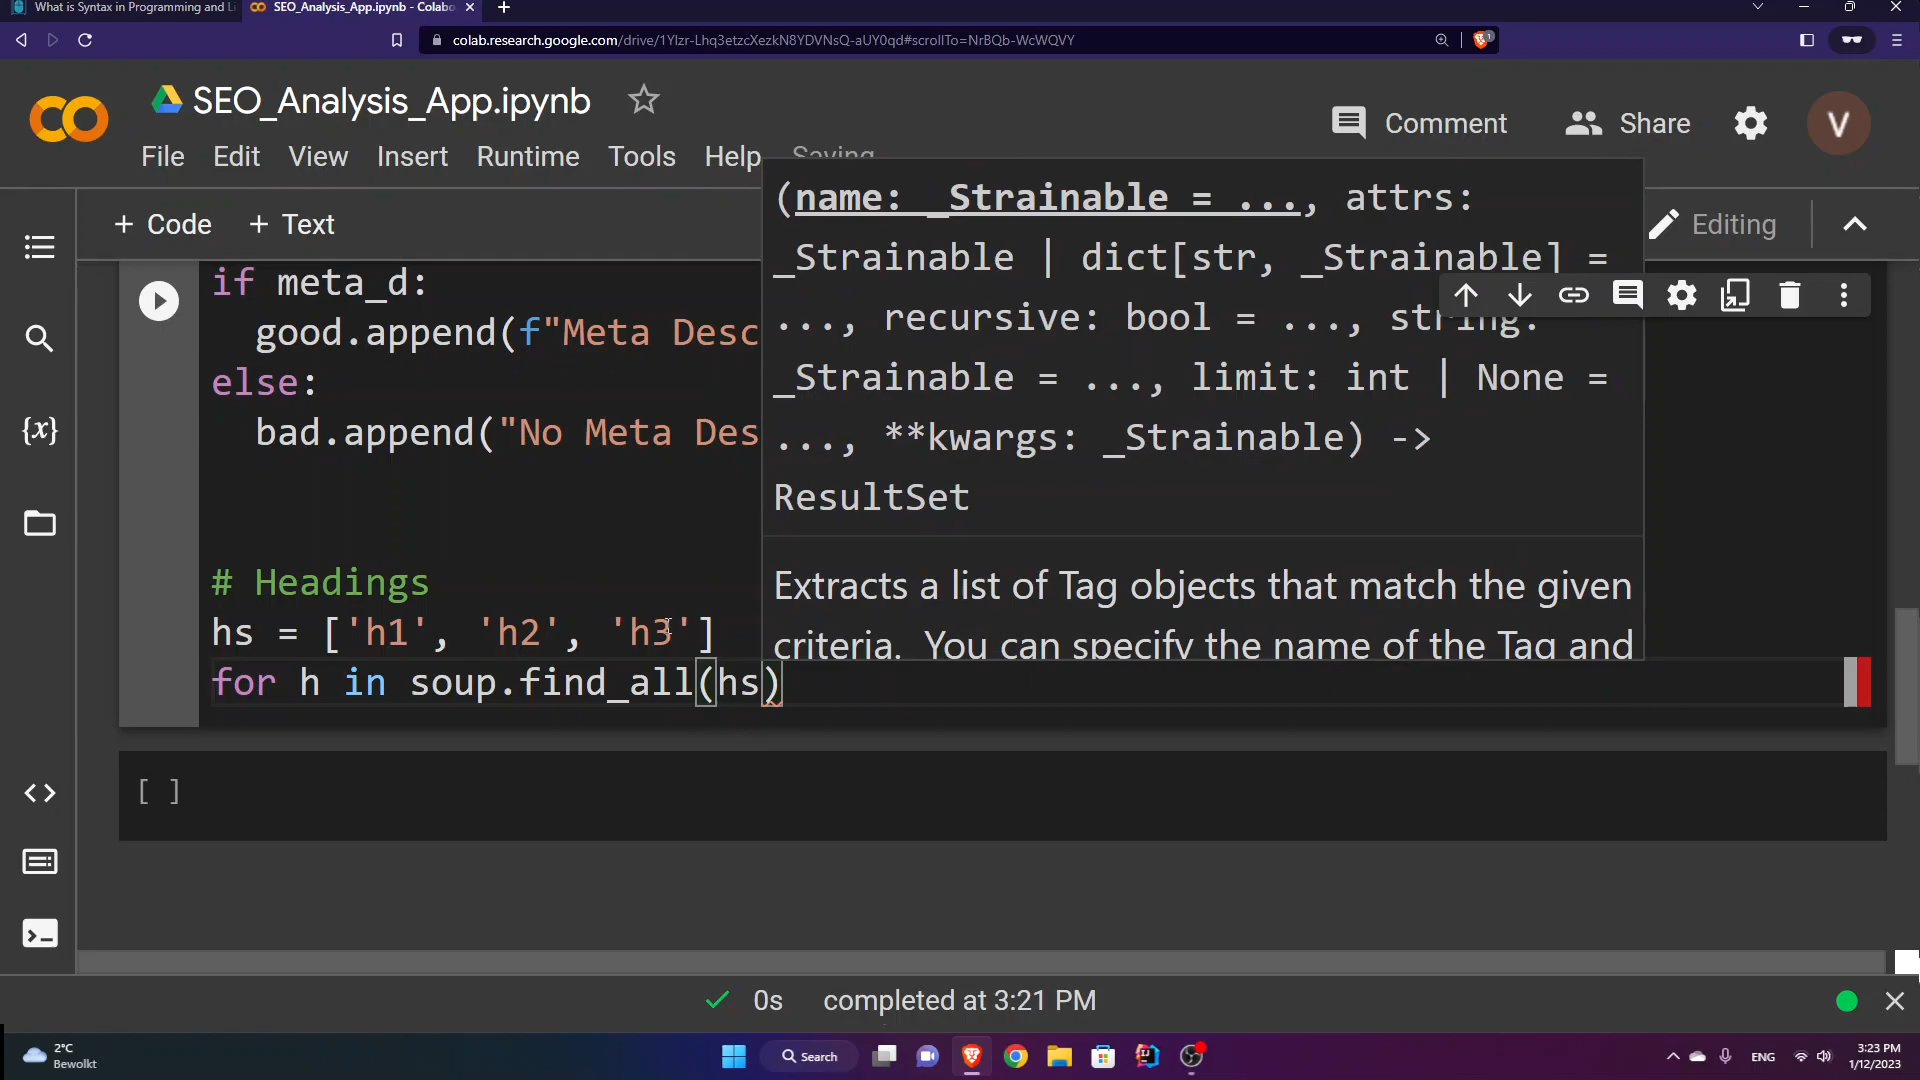 What is Syntax in Programming and Li
SEO_Analysis_App.ipynb - Colabo
colab.research.google.com/drive/1Ylzr-Lhq3etzcXezkN8YDVNsQ-aUY0qd#scrollTo=NrBQb-WcWQVY
SEO_Analysis_App.ipynb
Comment
Share
V
File Edit View Insert Runtime Tools Help Saving
+ Code + Text
Editing
(name: _Strainable = ..., attrs:
_Strainable | dict[str, _Strainable] =
..., recursive: bool = ..., string:
_Strainable = ..., limit: int | None =
..., **kwargs: _Strainable) ->
ResultSet
Extracts a list of Tag objects that match the given
criteria. You can specify the name of the Tag and
if meta_d:
good.append(f"Meta Desc
else:
bad.append("No Meta Des
# Headings
hs = ['h1', 'h2', 'h3']
for h in soup.find_all(hs)
[ ]
{x}
0s completed at 3:21 PM
2°C
Bewolkt
Search
ENG
3:23 PM
1/12/2023